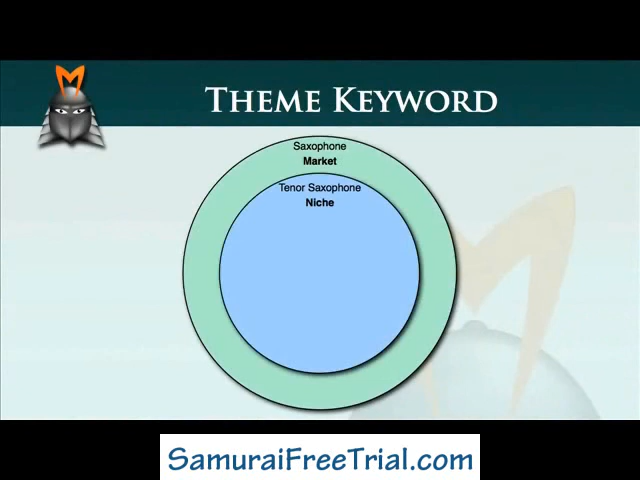 THEME KEYWORD
Saxophone
Market
Tenor Saxophone
Niche
SamuraiFreeTrial.com